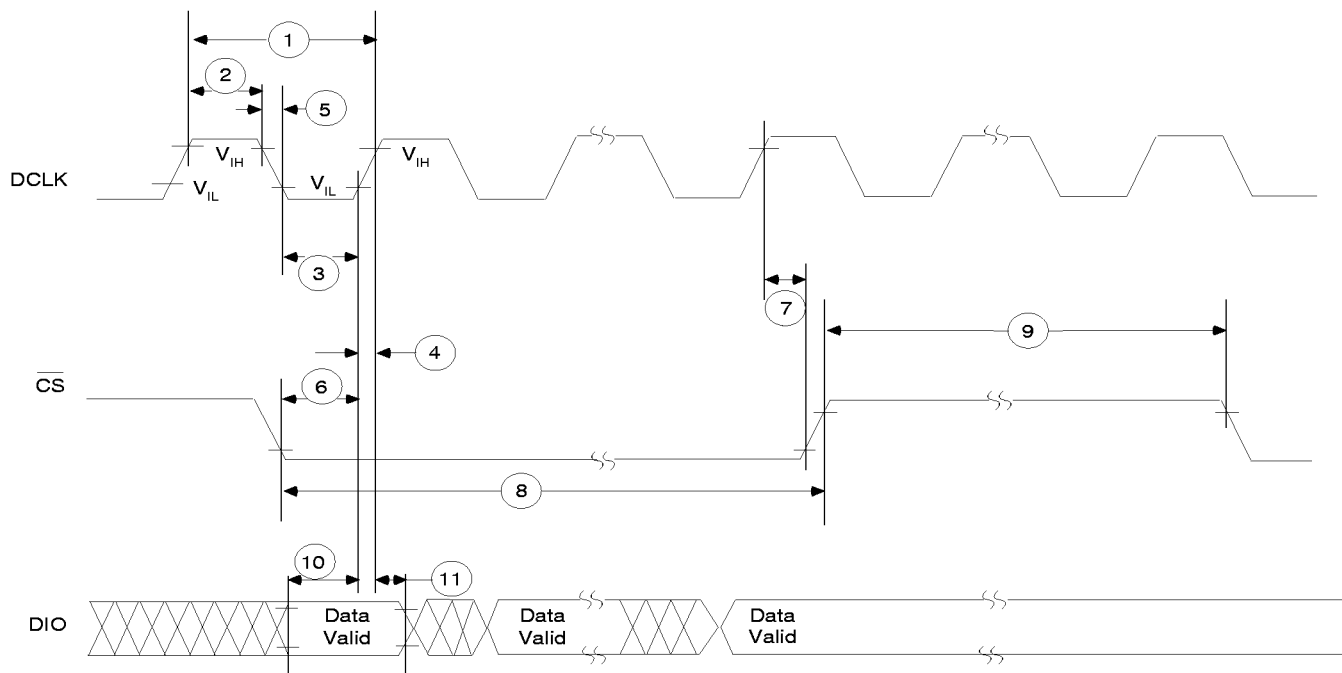 1
2
5
V_IH
V_IH
DCLK
V_IL
V_IL
3
7
9
4
CS
6
8
10
11
DIO
Data
Valid
Data
Valid
Data
Valid